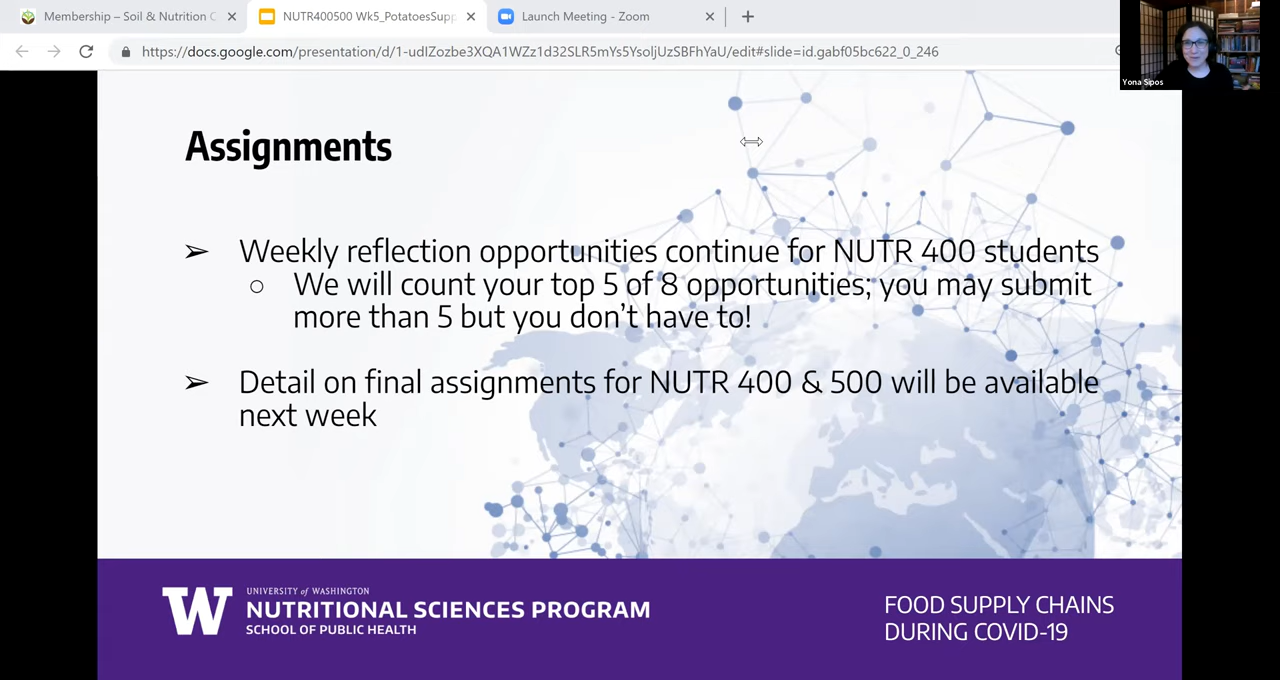 Membership – Soil & Nutrition C
NUTR400500 Wk5_PotatoesSupp
Launch Meeting - Zoom
https://docs.google.com/presentation/d/1-udIZozbe3XQA1WZz1d32SLR5mYs5YsoljUzSBFhYaU/edit#slide=id.gabf05bc622_0_246
Yona Sipos
Assignments
➢ Weekly reflection opportunities continue for NUTR 400 students
○ We will count your top 5 of 8 opportunities; you may submit
more than 5 but you don’t have to!
➢ Detail on final assignments for NUTR 400 & 500 will be available
next week
W
UNIVERSITY of WASHINGTON
NUTRITIONAL SCIENCES PROGRAM
SCHOOL OF PUBLIC HEALTH
FOOD SUPPLY CHAINS
DURING COVID-19